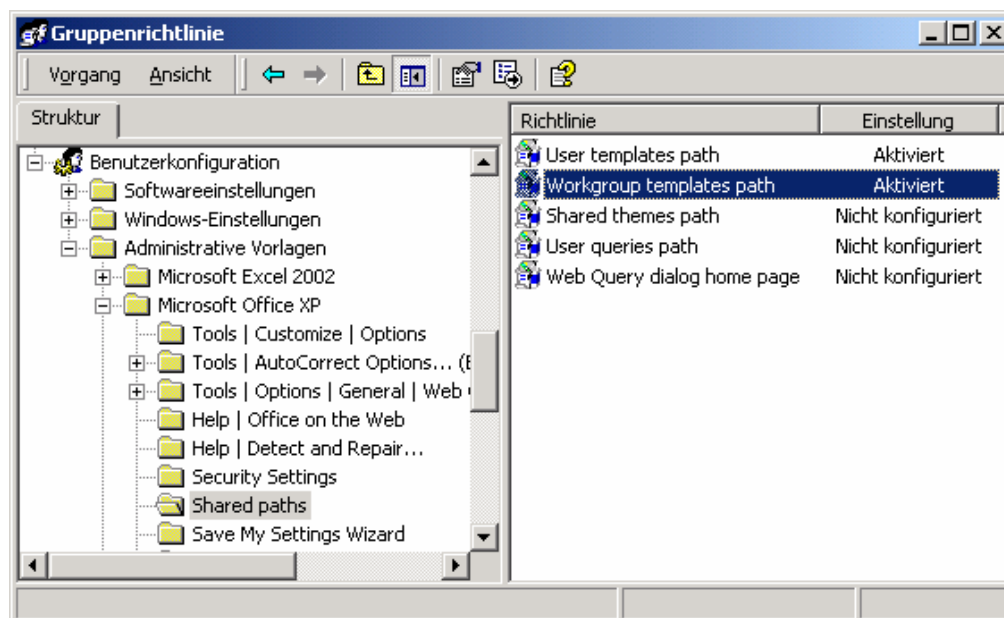 Gruppenrichtlinie
Vorgang Ansicht
Struktur
Benutzerkonfiguration
Softwareeinstellungen
Windows-Einstellungen
Administrative Vorlagen
Microsoft Excel 2002
Microsoft Office XP
Tools | Customize | Options
Tools | AutoCorrect Options... (E
Tools | Options | General | Web
Help | Office on the Web
Help | Detect and Repair...
Security Settings
Shared paths
Save My Settings Wizard
Richtlinie Einstellung
User templates path Aktiviert
Workgroup templates path Aktiviert
Shared themes path Nicht konfiguriert
User queries path Nicht konfiguriert
Web Query dialog home page Nicht konfiguriert